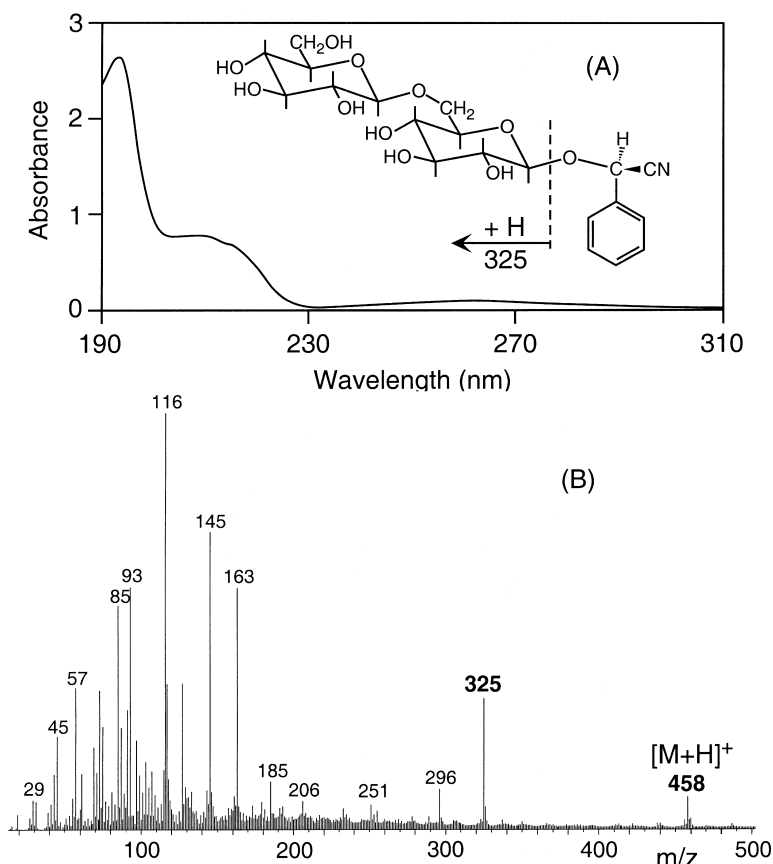 3
2
1
0
Absorbance
190
230
270
310
Wavelength (nm)
(A)
CH2OH
O
HO
HO
OH
O
CH2
O
HO
HO
OH
O
H
C
CN
+ H
325
(B)
116
145
93
85
163
57
45
29
185
206
251
296
325
[M+H]+
458
100
200
300
400
500
m/z